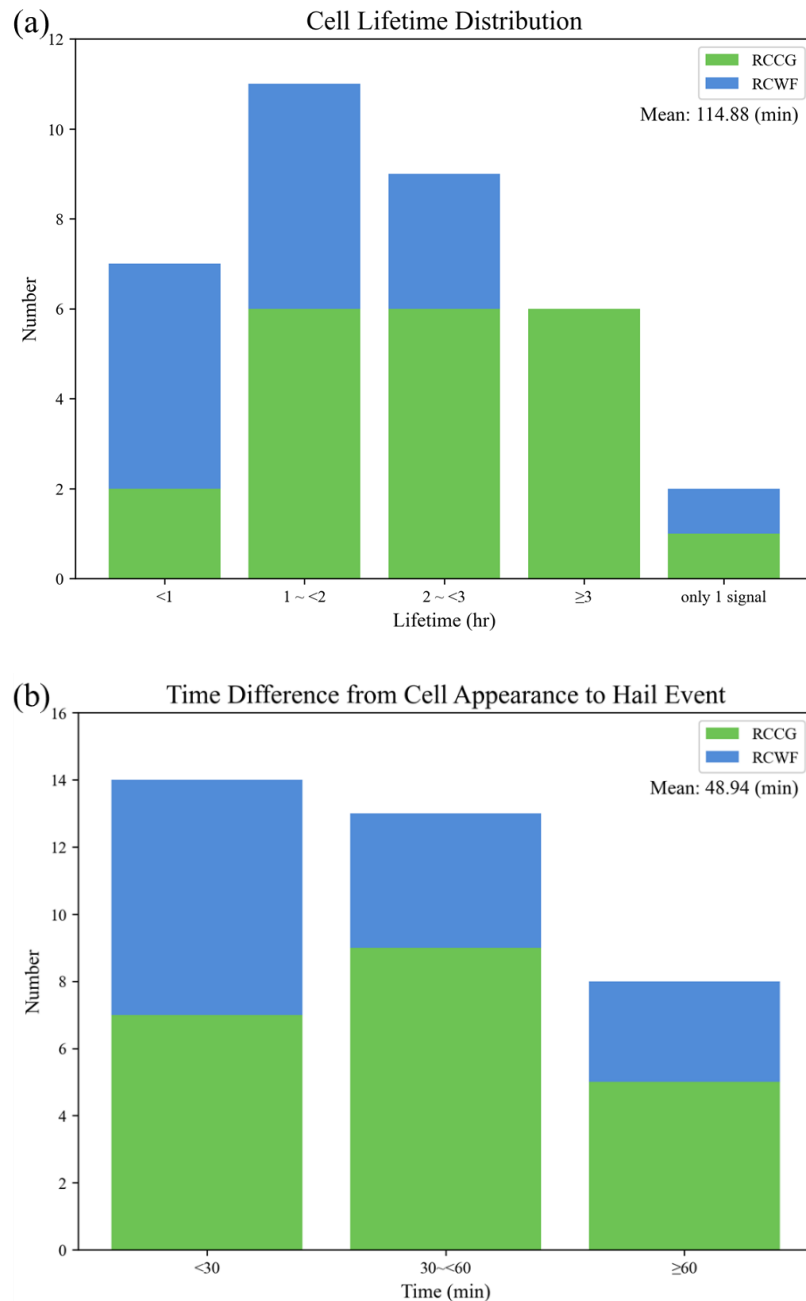 (a)
Cell Lifetime Distribution
12
10
8
6
4
2
0
Number
RCCG
RCWF
Mean: 114.88 (min)
<1
1 ~ <2
2 ~ <3
≥3
only 1 signal
Lifetime (hr)
(b)
Time Difference from Cell Appearance to Hail Event
16
14
12
10
8
6
4
2
0
Number
RCCG
RCWF
Mean: 48.94 (min)
<30
30~<60
≥60
Time (min)